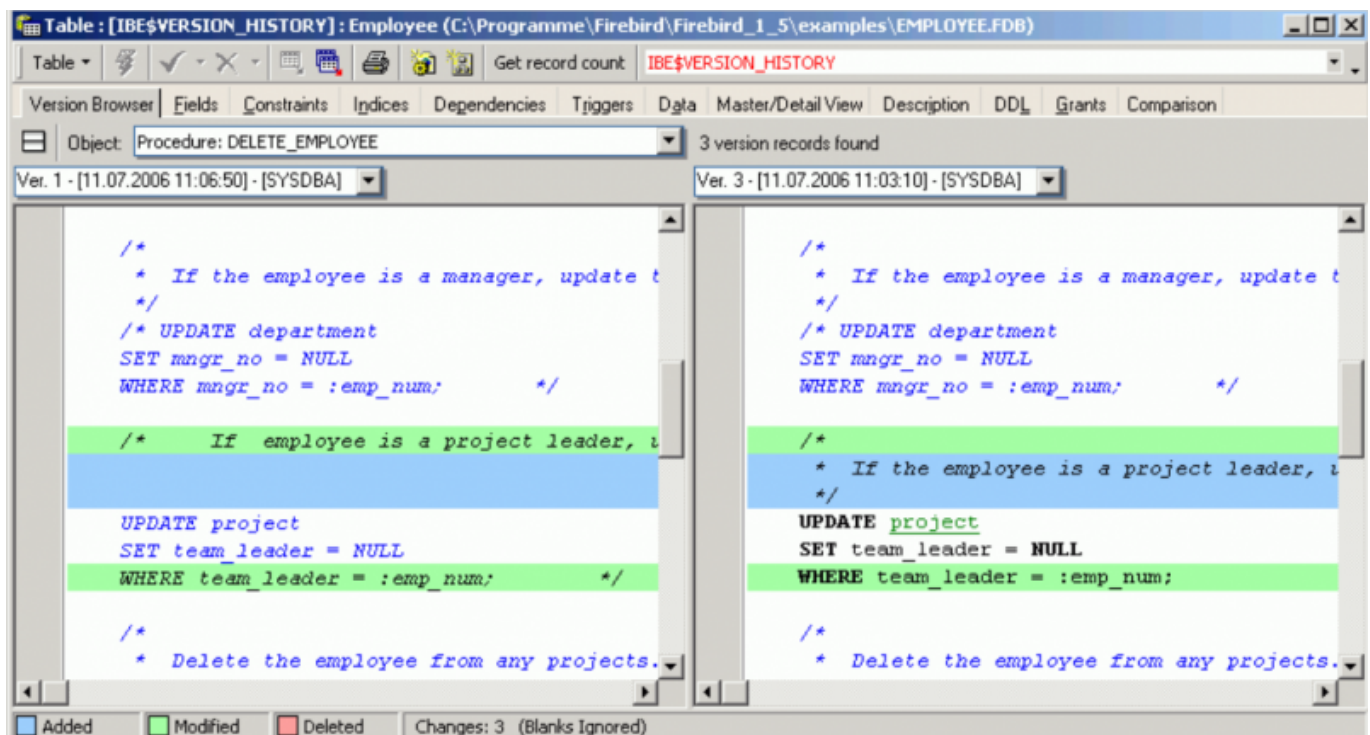 Table : [IBE$VERSION_HISTORY] : Employee (C:\Programme\Firebird\Firebird_1_5\examples\EMPLOYEE.FDB)
Table Get record count IBE$VERSION_HISTORY
Version Browser Fields Constraints Indices Dependencies Triggers Data Master/Detail View Description DDL Grants Comparison
Object: Procedure: DELETE_EMPLOYEE 3 version records found
Ver. 1 - [11.07.2006 11:06:50] - [SYSDBA] Ver. 3 - [11.07.2006 11:03:10] - [SYSDBA]
/*
* If the employee is a manager, update
*/
/* UPDATE department
SET mngr_no = NULL
WHERE mngr_no = :emp_num; */
/* If employee is a project leader,
UPDATE project
SET team_leader = NULL
WHERE team_leader = :emp_num; */
/*
* Delete the employee from any projects.
/*
* If the employee is a manager, update
*/
/* UPDATE department
SET mngr_no = NULL
WHERE mngr_no = :emp_num; */
/*
* If the employee is a project leader,
*/
UPDATE project
SET team_leader = NULL
WHERE team_leader = :emp_num;
/*
* Delete the employee from any projects.
Added Modified Deleted Changes: 3 (Blanks Ignored)